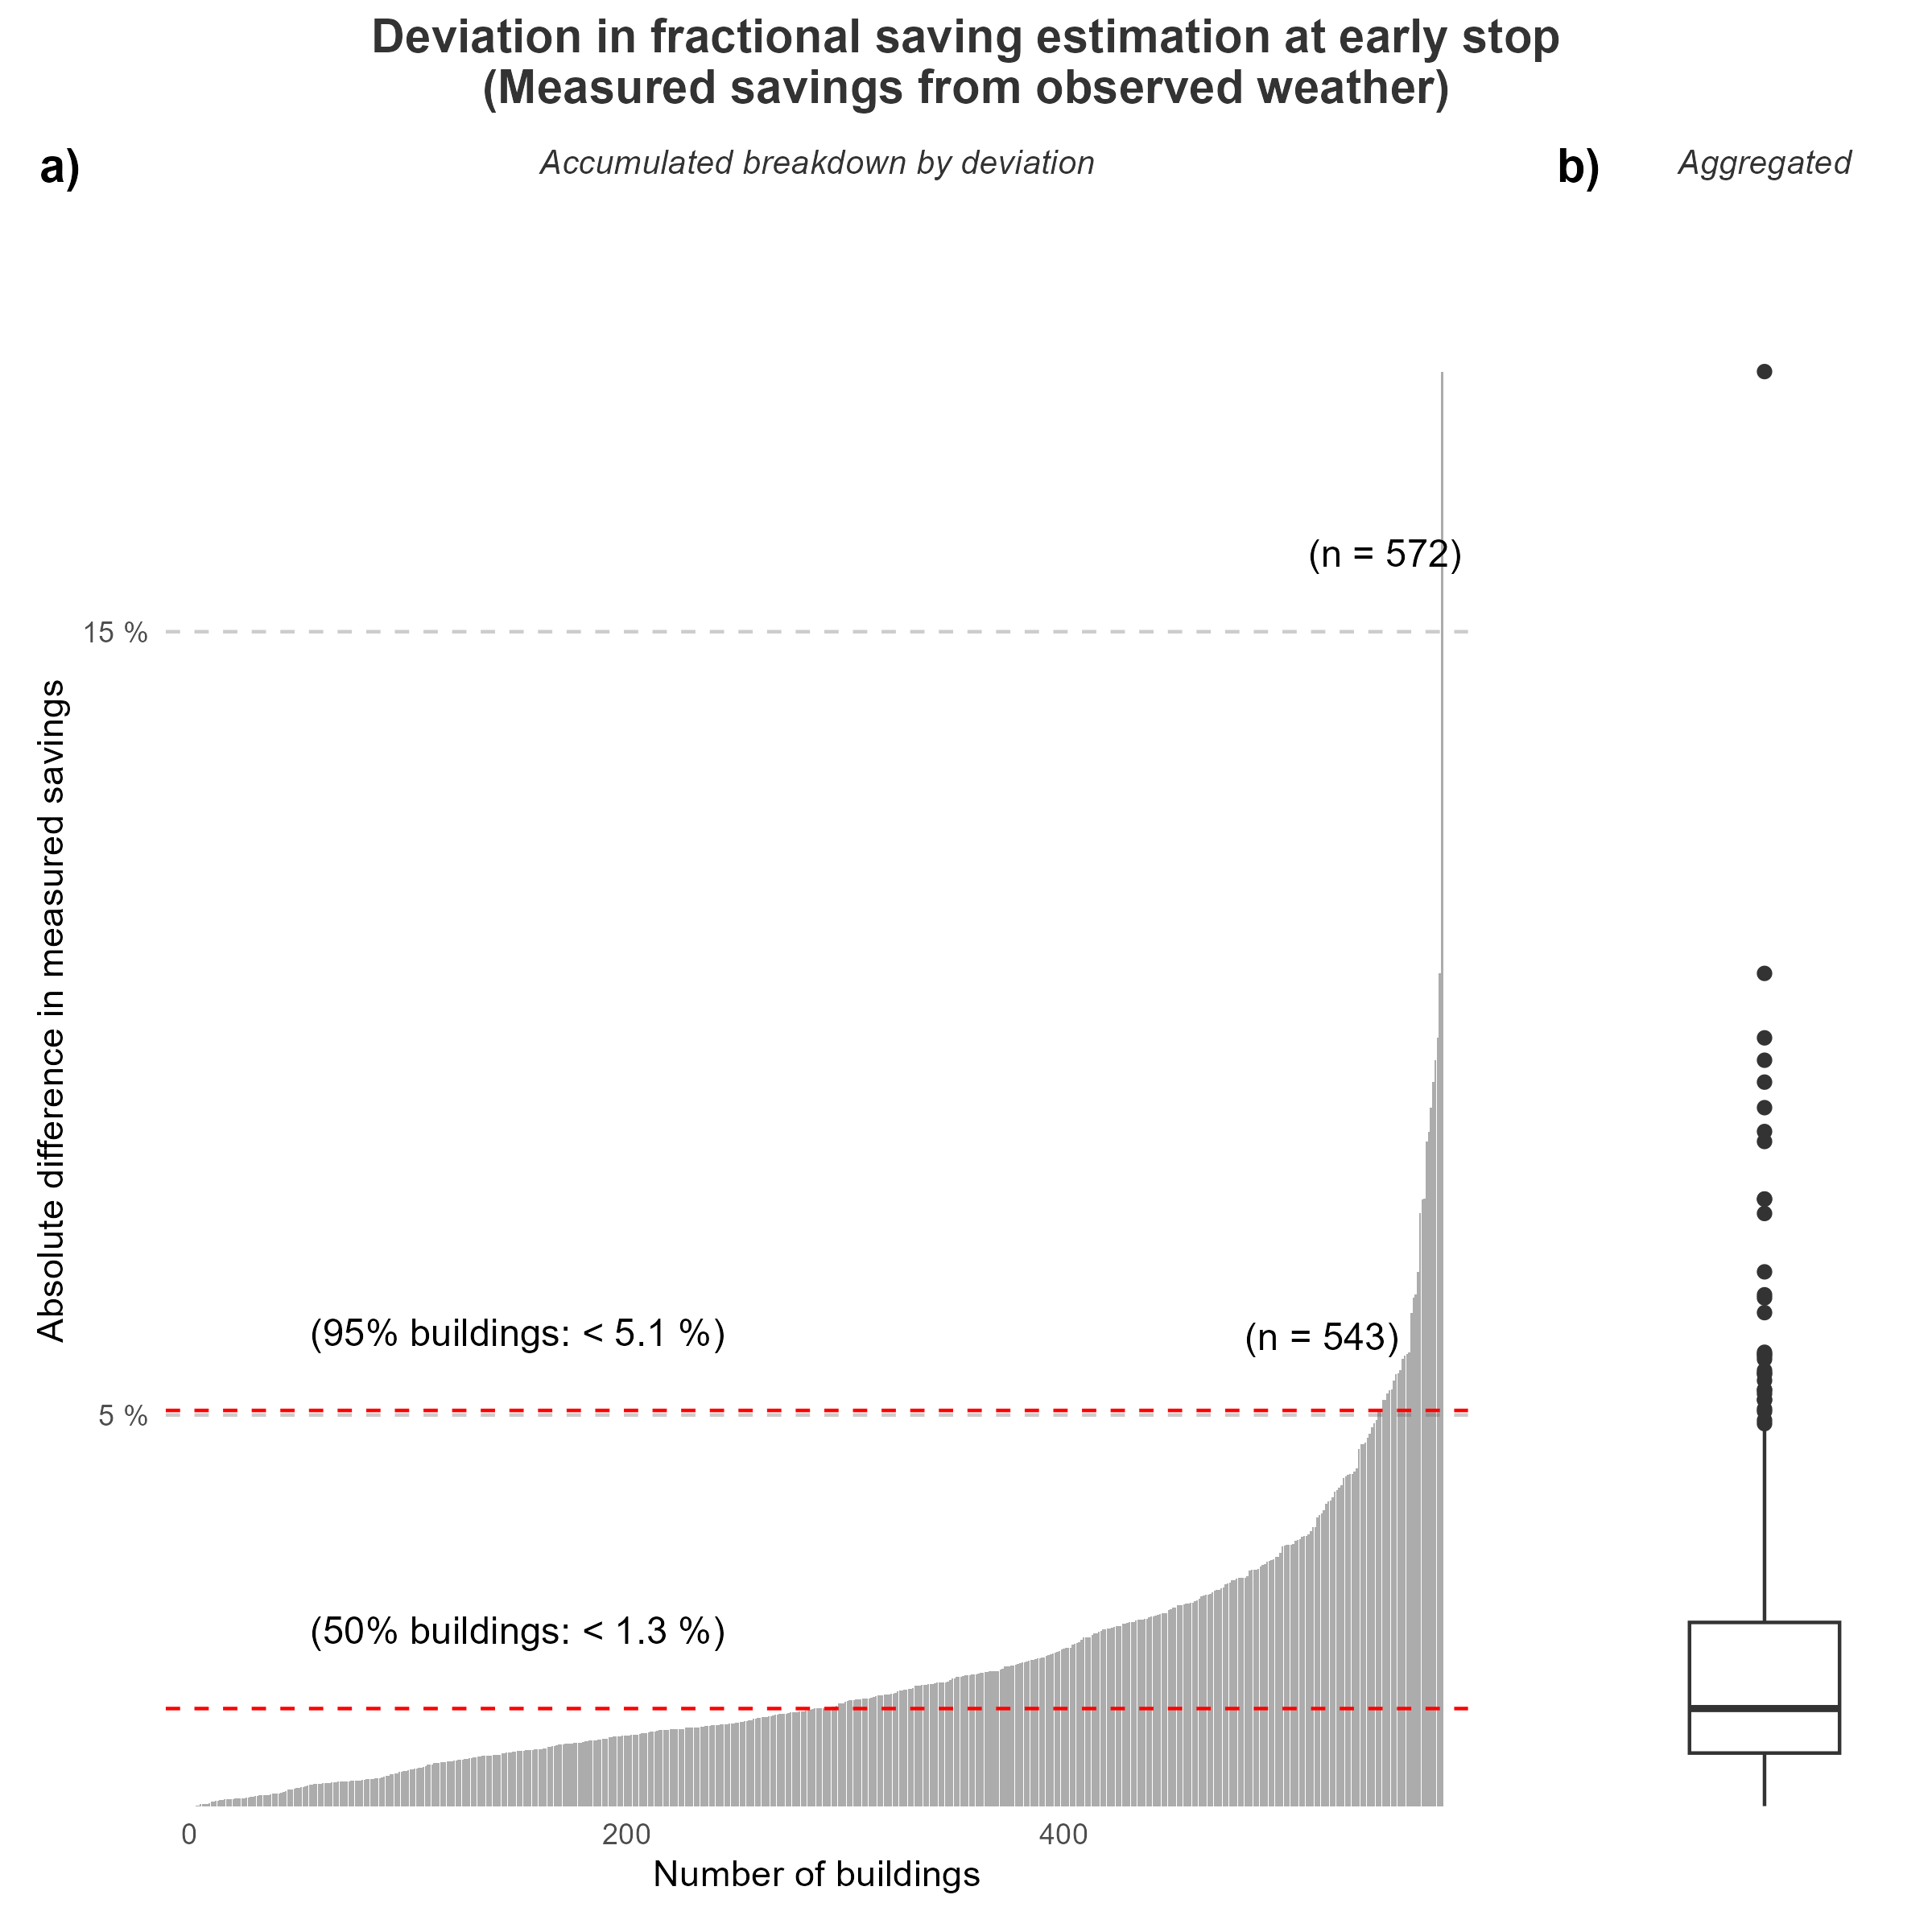 Deviation in fractional saving estimation at early stop
(Measured savings from observed weather)
a)
Accumulated breakdown by deviation
b)
Aggregated
(n = 572)
15 %
Absolute difference in measured savings
(95% buildings: < 5.1 %)
(n = 543)
5 %
(50% buildings: < 1.3 %)
0
200
400
Number of buildings